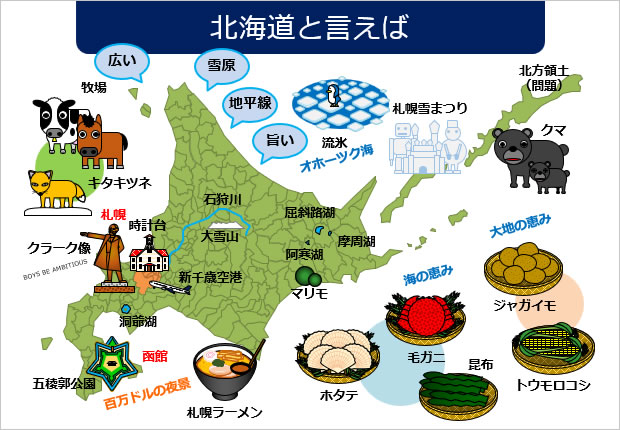 北海道と言えば
広い
雪原
地平線
旨い
牧場
キタキツネ
流氷
オホーツク海
札幌雪まつり
北方領土
（問題）
クマ
札幌
時計台
クラーク像
BOYS BE AMBITIOUS
石狩川
大雪山
新千歳空港
屈斜路湖
摩周湖
阿寒湖
マリモ
洞爺湖
函館
五稜郭公園
百万ドルの夜景
札幌ラーメン
大地の恵み
ジャガイモ
トウモロコシ
海の恵み
毛ガニ
ホタテ
昆布